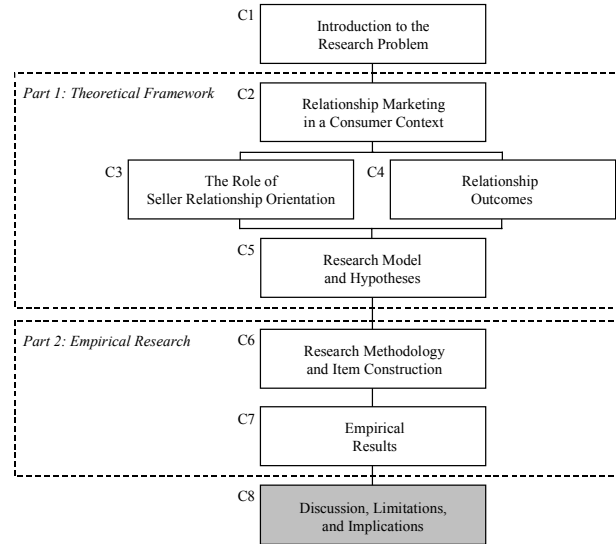 C1
Introduction to the
Research Problem
Part 1: Theoretical Framework
C2
Relationship Marketing
in a Consumer Context
C3
The Role of
Seller Relationship Orientation
C4
Relationship
Outcomes
C5
Research Model
and Hypotheses
Part 2: Empirical Research
C6
Research Methodology
and Item Construction
C7
Empirical
Results
C8
Discussion, Limitations,
and Implications